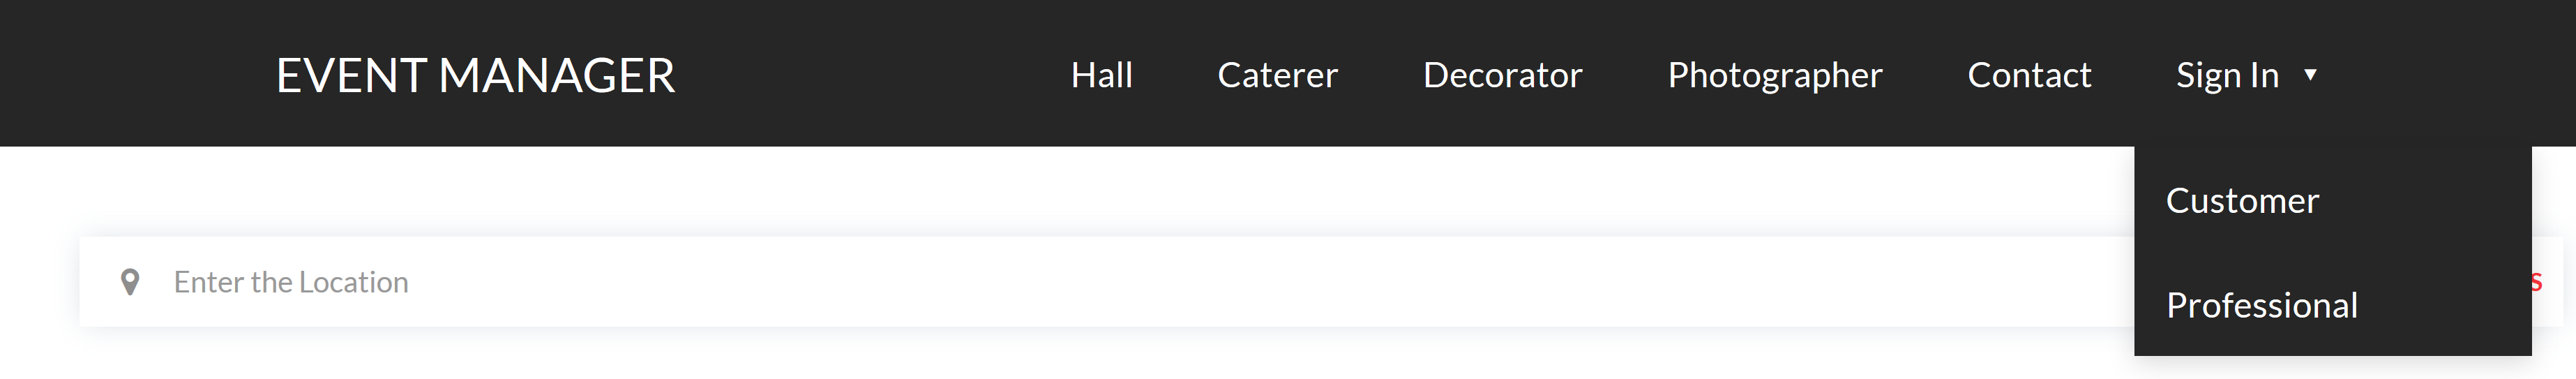 EVENT MANAGER Hall Caterer Decorator Photographer Contact Sign In ▼
Customer
Enter the Location
Professional